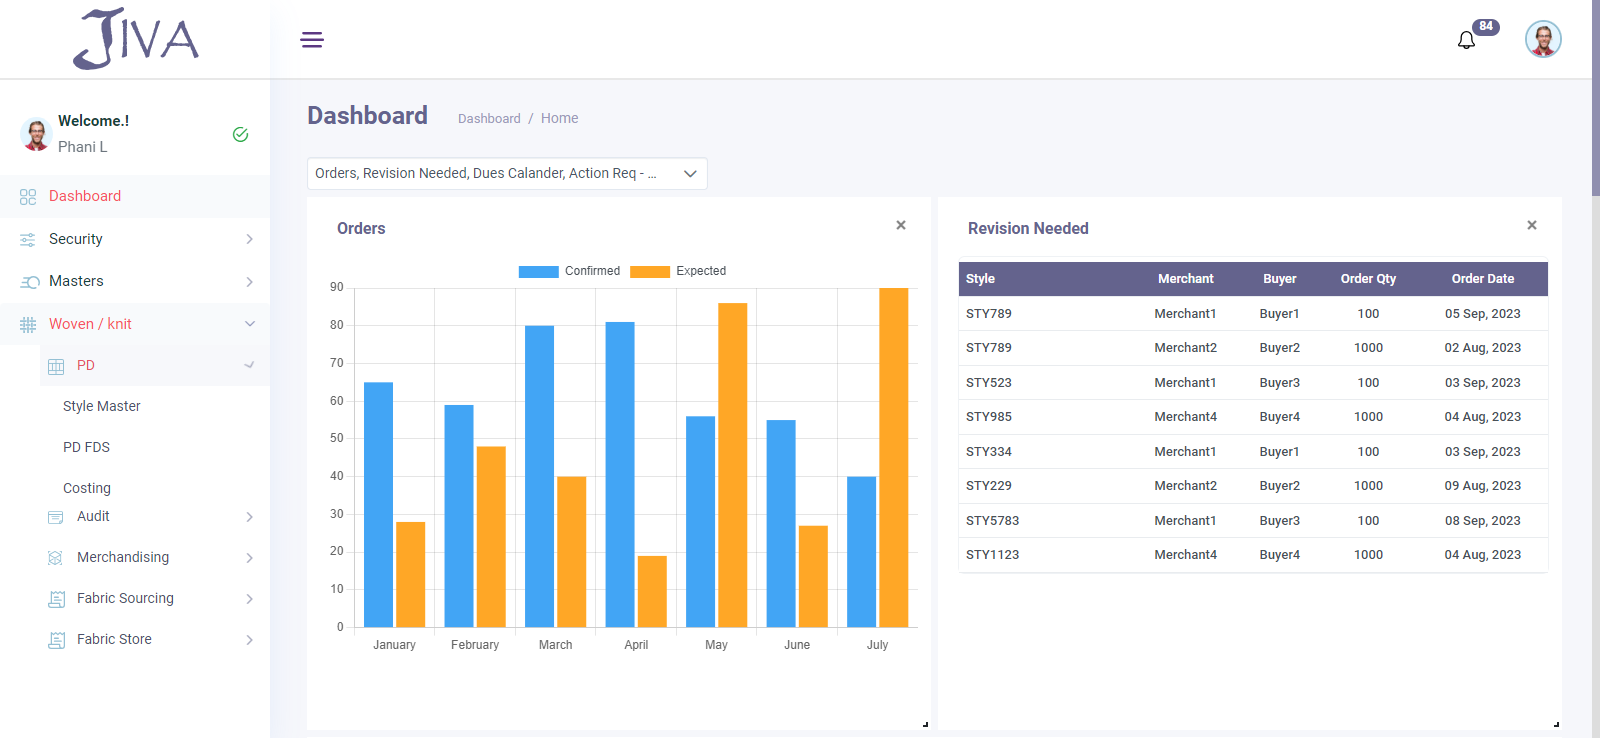 JIVA
84
Welcome.!
Phani L
Dashboard
Security
Masters
Woven / knit
PD
Style Master
PD FDS
Costing
Audit
Merchandising
Fabric Sourcing
Fabric Store
Dashboard
Dashboard / Home
Orders, Revision Needed, Dues Calander, Action Req - ...
Orders
Confirmed Expected
90
80
70
60
50
40
30
20
10
0
January February March April May June July
Revision Needed
Style Merchant Buyer Order Qty Order Date
STY789 Merchant1 Buyer1 100 05 Sep, 2023
STY789 Merchant2 Buyer2 1000 02 Aug, 2023
STY523 Merchant1 Buyer3 100 03 Sep, 2023
STY985 Merchant4 Buyer4 1000 04 Aug, 2023
STY334 Merchant1 Buyer1 100 03 Sep, 2023
STY229 Merchant2 Buyer2 1000 09 Aug, 2023
STY5783 Merchant1 Buyer3 100 08 Sep, 2023
STY1123 Merchant4 Buyer4 1000 04 Aug, 2023